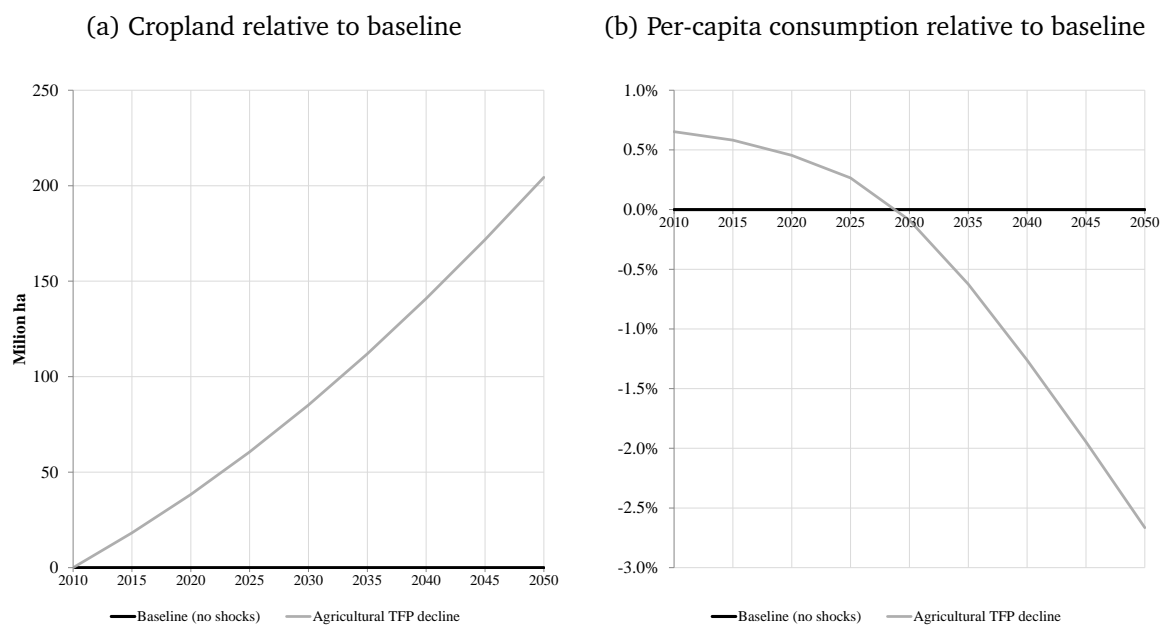 (a) Cropland relative to baseline
(b) Per-capita consumption relative to baseline
250
200
150
100
50
0
Milion ha
2010 2015 2020 2025 2030 2035 2040 2045 2050
Baseline (no shocks) Agricultural TFP decline
1.0%
0.5%
0.0%
2010 2015 2020 2025 2030 2035 2040 2045 2050
-0.5%
-1.0%
-1.5%
-2.0%
-2.5%
-3.0%
Baseline (no shocks) Agricultural TFP decline